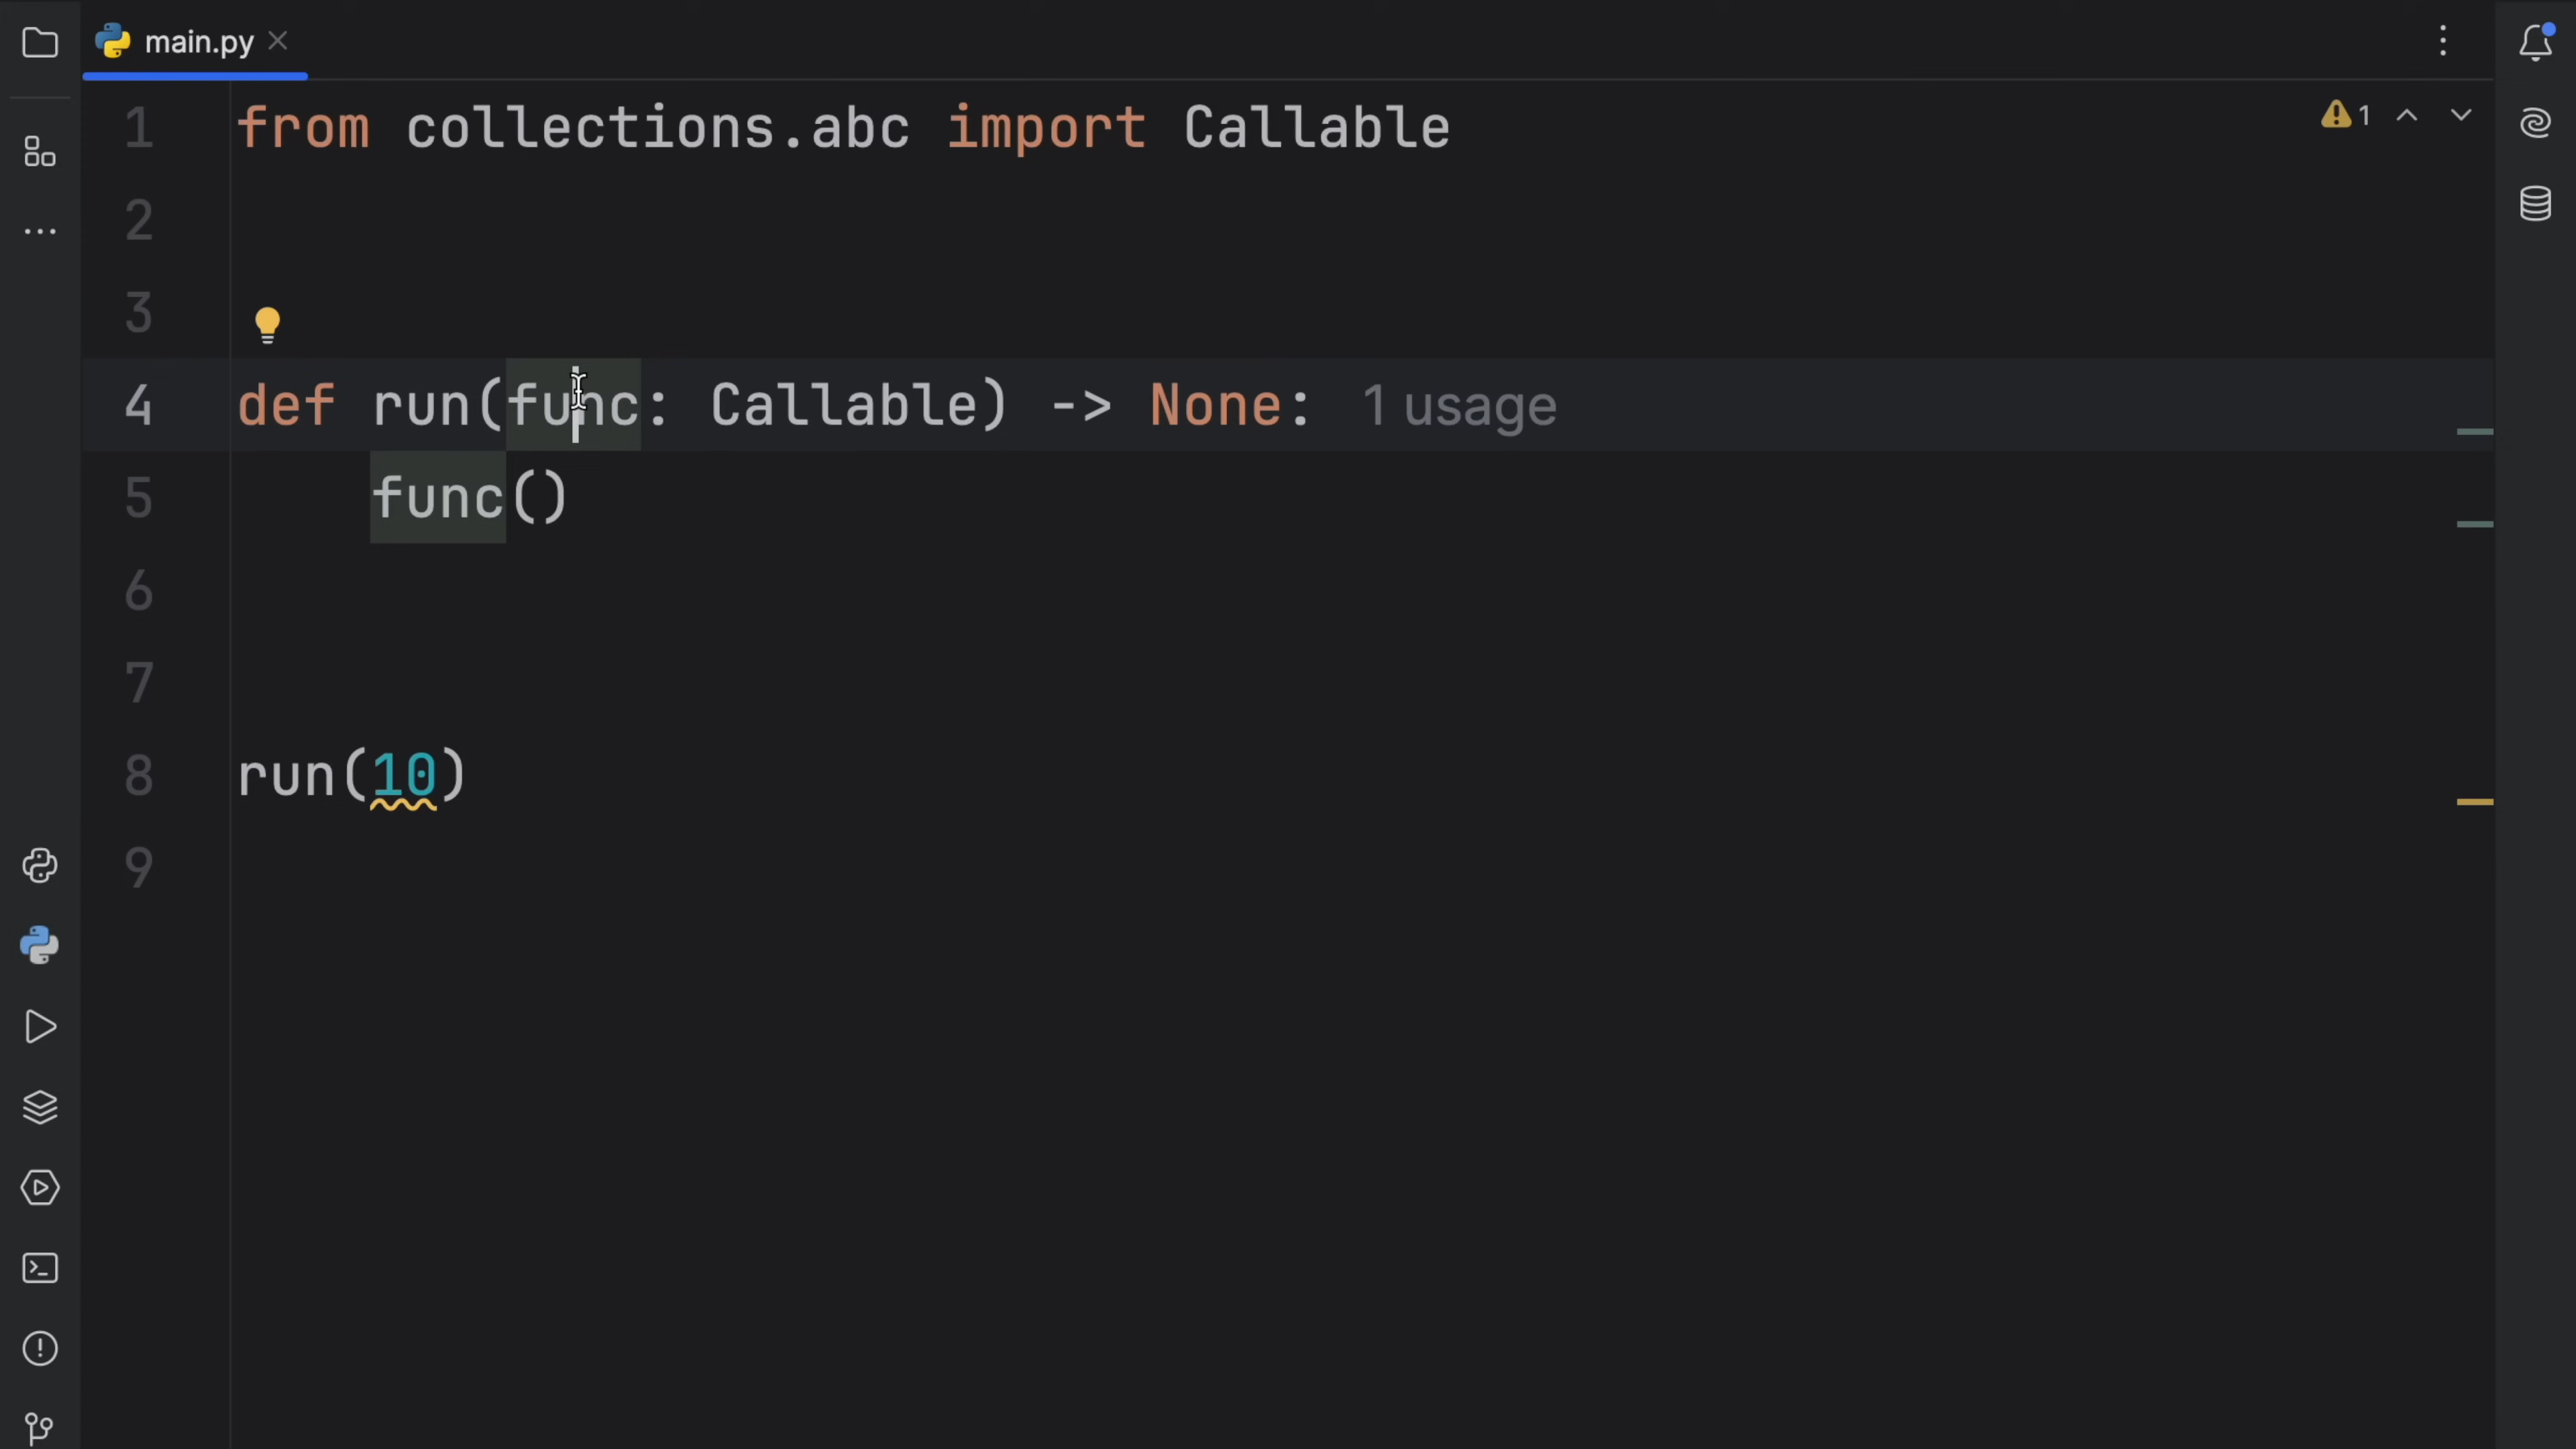 main.py
1 from collections.abc import Callable
1
2
3
4 def run(func: Callable) -> None: 1 usage
5 func()
6
7
8 run(10)
9